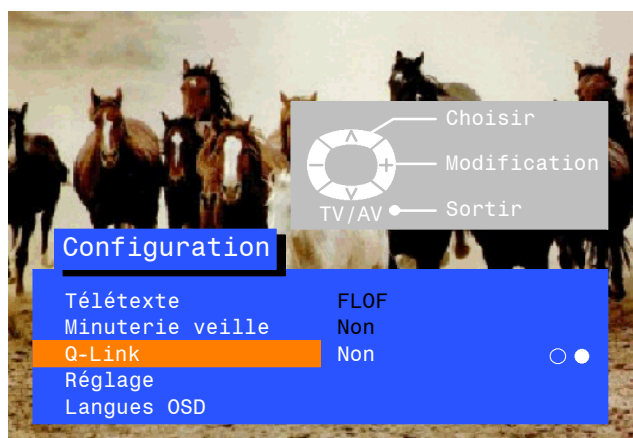 Choisir
Modification
TV/AV Sortir
Configuration
Télétexte FLOF
Minuterie veille Non
Q-Link Non
Réglage
Langues OSD